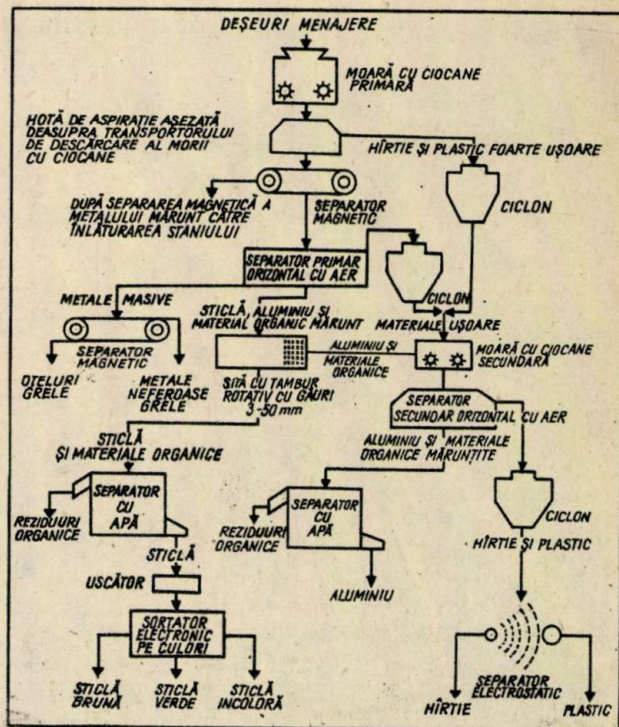 DEȘEURI MENAJERE
MOARĂ CU CIOCANE
PRIMARĂ
HOTĂ DE ASPIRAȚIE AȘEZATĂ
DEASUPRA TRANSPORTORULUI
DE DESCĂRCARE AL MORII
CU CIOCANE
HÎRTIE ȘI PLASTIC FOARTE UȘOARE
DUPĂ SEPARAREA MAGNETICĂ A
METALULUI MĂRUNT CĂTRE
ÎNLĂTURAREA STANIULUI
SEPARATOR
MAGNETIC
CICLON
SEPARATOR PRIMAR
ORIZONTAL CU AER
CICLON
METALE MASIVE
STICLĂ, ALUMINIU ȘI
MATERIAL ORGANIC MĂRUNT
MATERIALE UȘOARE
SEPARATOR
MAGNETIC
ALUMINIU ȘI
MATERIALE
ORGANICE
MOARĂ CU CIOCANE
SECUNDARĂ
OȚELURI
GRELE
METALE
NEFEROASE
GRELE
SITĂ CU TAMBUR
ROTATIV CU GĂURI
3-50 mm
SEPARATOR
SECUNDAR ORIZONTAL CU AER
STICLĂ
ȘI MATERIALE ORGANICE
ALUMINIU ȘI MATERIALE
ORGANICE MĂRUNȚITE
SEPARATOR
CU
APĂ
REZIDUURI
ORGANICE
SEPARATOR
CU
APĂ
REZIDUURI
ORGANICE
CICLON
HÎRTIE ȘI PLASTIC
STICLĂ
USCĂTOR
ALUMINIU
SORTATOR
ELECTRONIC
PE CULORI
STICLĂ
BRUNĂ
STICLĂ
VERDE
STICLĂ
INCOLORĂ
SEPARATOR
ELECTROSTATIC
HÎRTIE
PLASTIC